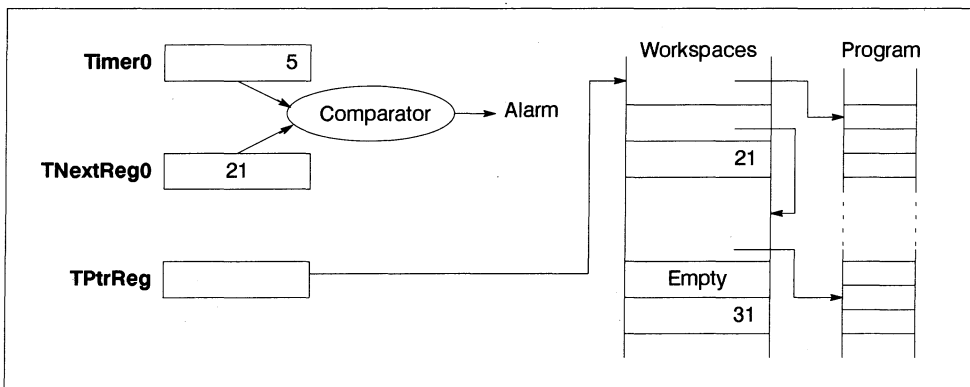 Workspaces Program
Timer0 5
Comparator Alarm
TNextReg0 21
21
TPtrReg
Empty
31